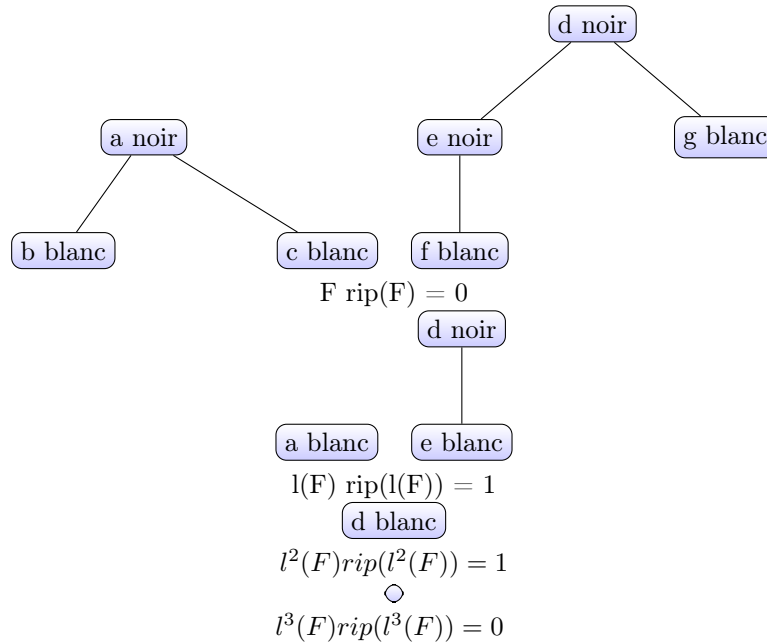 d noir
a noir
e noir
g blanc
b blanc
c blanc
f blanc
F rip(F) = 0
d noir
a blanc
e blanc
l(F) rip(l(F)) = 1
d blanc
l²(F)rip(l²(F)) = 1
l³(F)rip(l³(F)) = 0